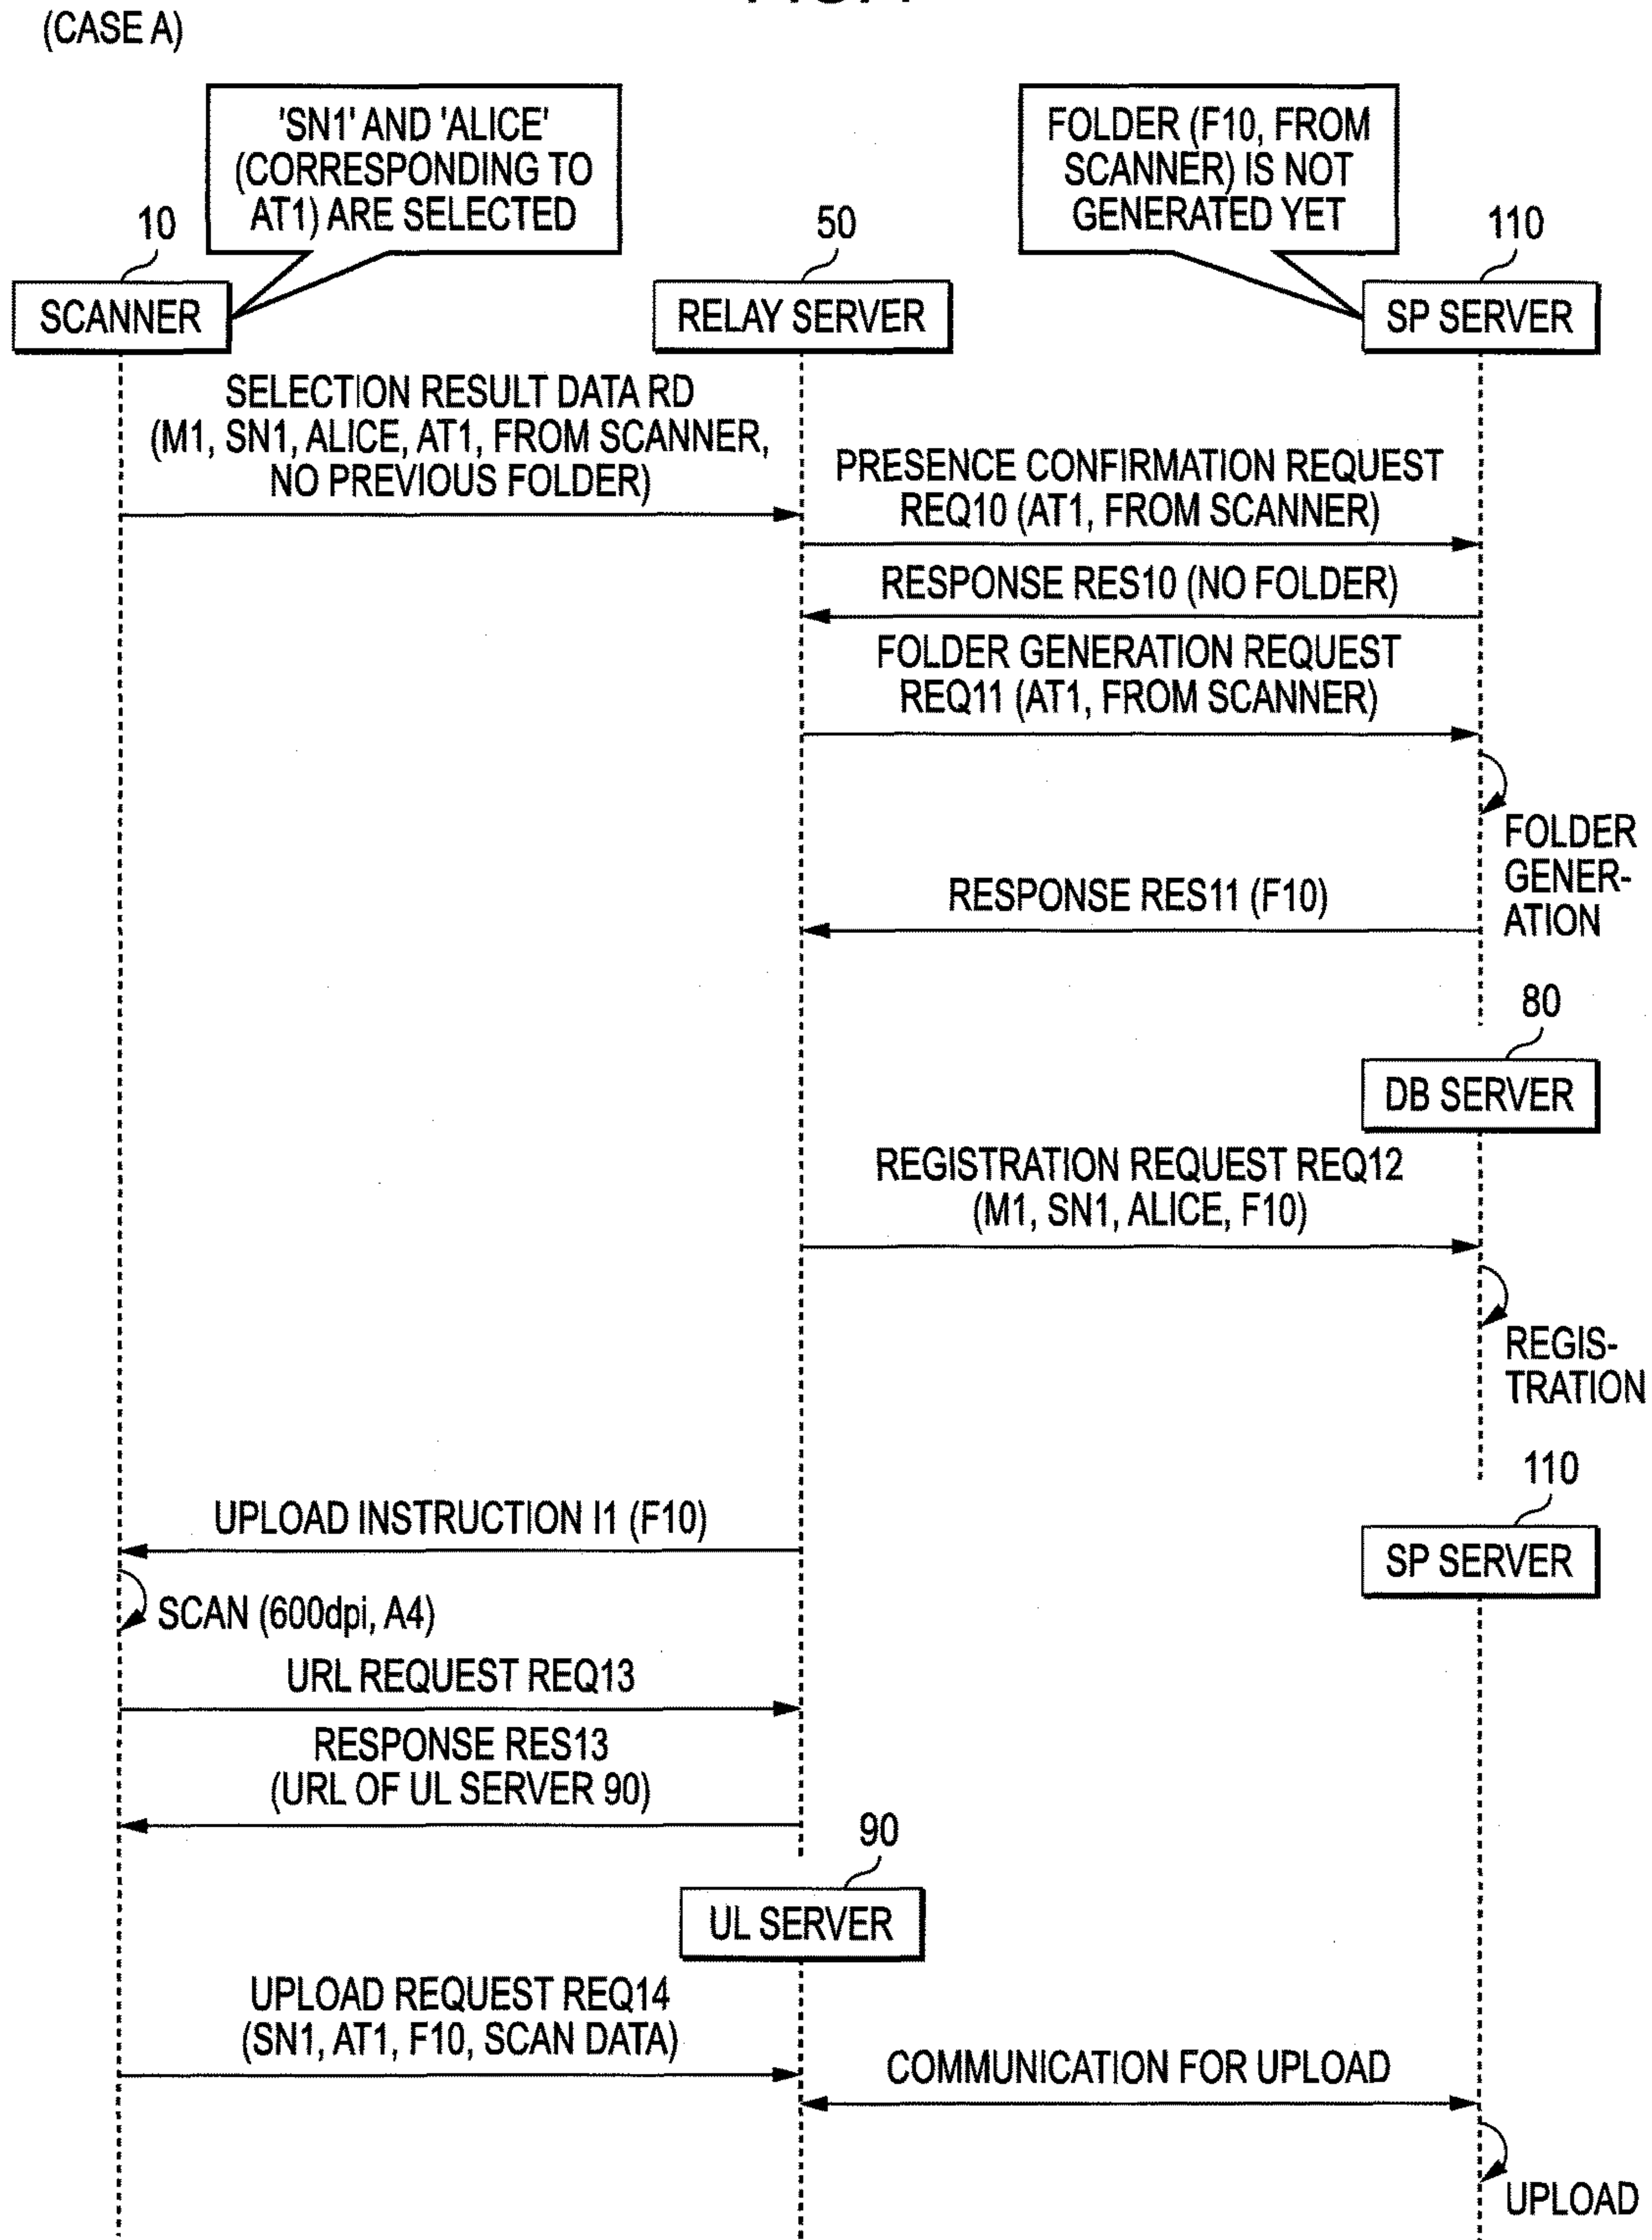 (CASE A)
'SN1' AND 'ALICE'
(CORRESPONDING TO
AT1) ARE SELECTED
FOLDER (F10, FROM
SCANNER) IS NOT
GENERATED YET
10
50
110
SCANNER
RELAY SERVER
SP SERVER
SELECTION RESULT DATA RD
(M1, SN1, ALICE, AT1, FROM SCANNER,
NO PREVIOUS FOLDER)
PRESENCE CONFIRMATION REQUEST
REQ10 (AT1, FROM SCANNER)
RESPONSE RES10 (NO FOLDER)
FOLDER GENERATION REQUEST
REQ11 (AT1, FROM SCANNER)
FOLDER
GENER-
ATION
RESPONSE RES11 (F10)
80
DB SERVER
REGISTRATION REQUEST REQ12
(M1, SN1, ALICE, F10)
REGIS-
TRATION
110
SP SERVER
UPLOAD INSTRUCTION I1 (F10)
SCAN (600dpi, A4)
URL REQUEST REQ13
RESPONSE RES13
(URL OF UL SERVER 90)
90
UL SERVER
UPLOAD REQUEST REQ14
(SN1, AT1, F10, SCAN DATA)
COMMUNICATION FOR UPLOAD
UPLOAD